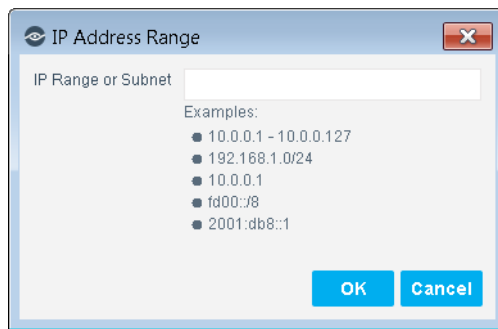 IP Address Range
IP Range or Subnet
Examples:
10.0.0.1 - 10.0.0.127
192.168.1.0/24
10.0.0.1
fd00::/8
2001:db8::1
OK Cancel